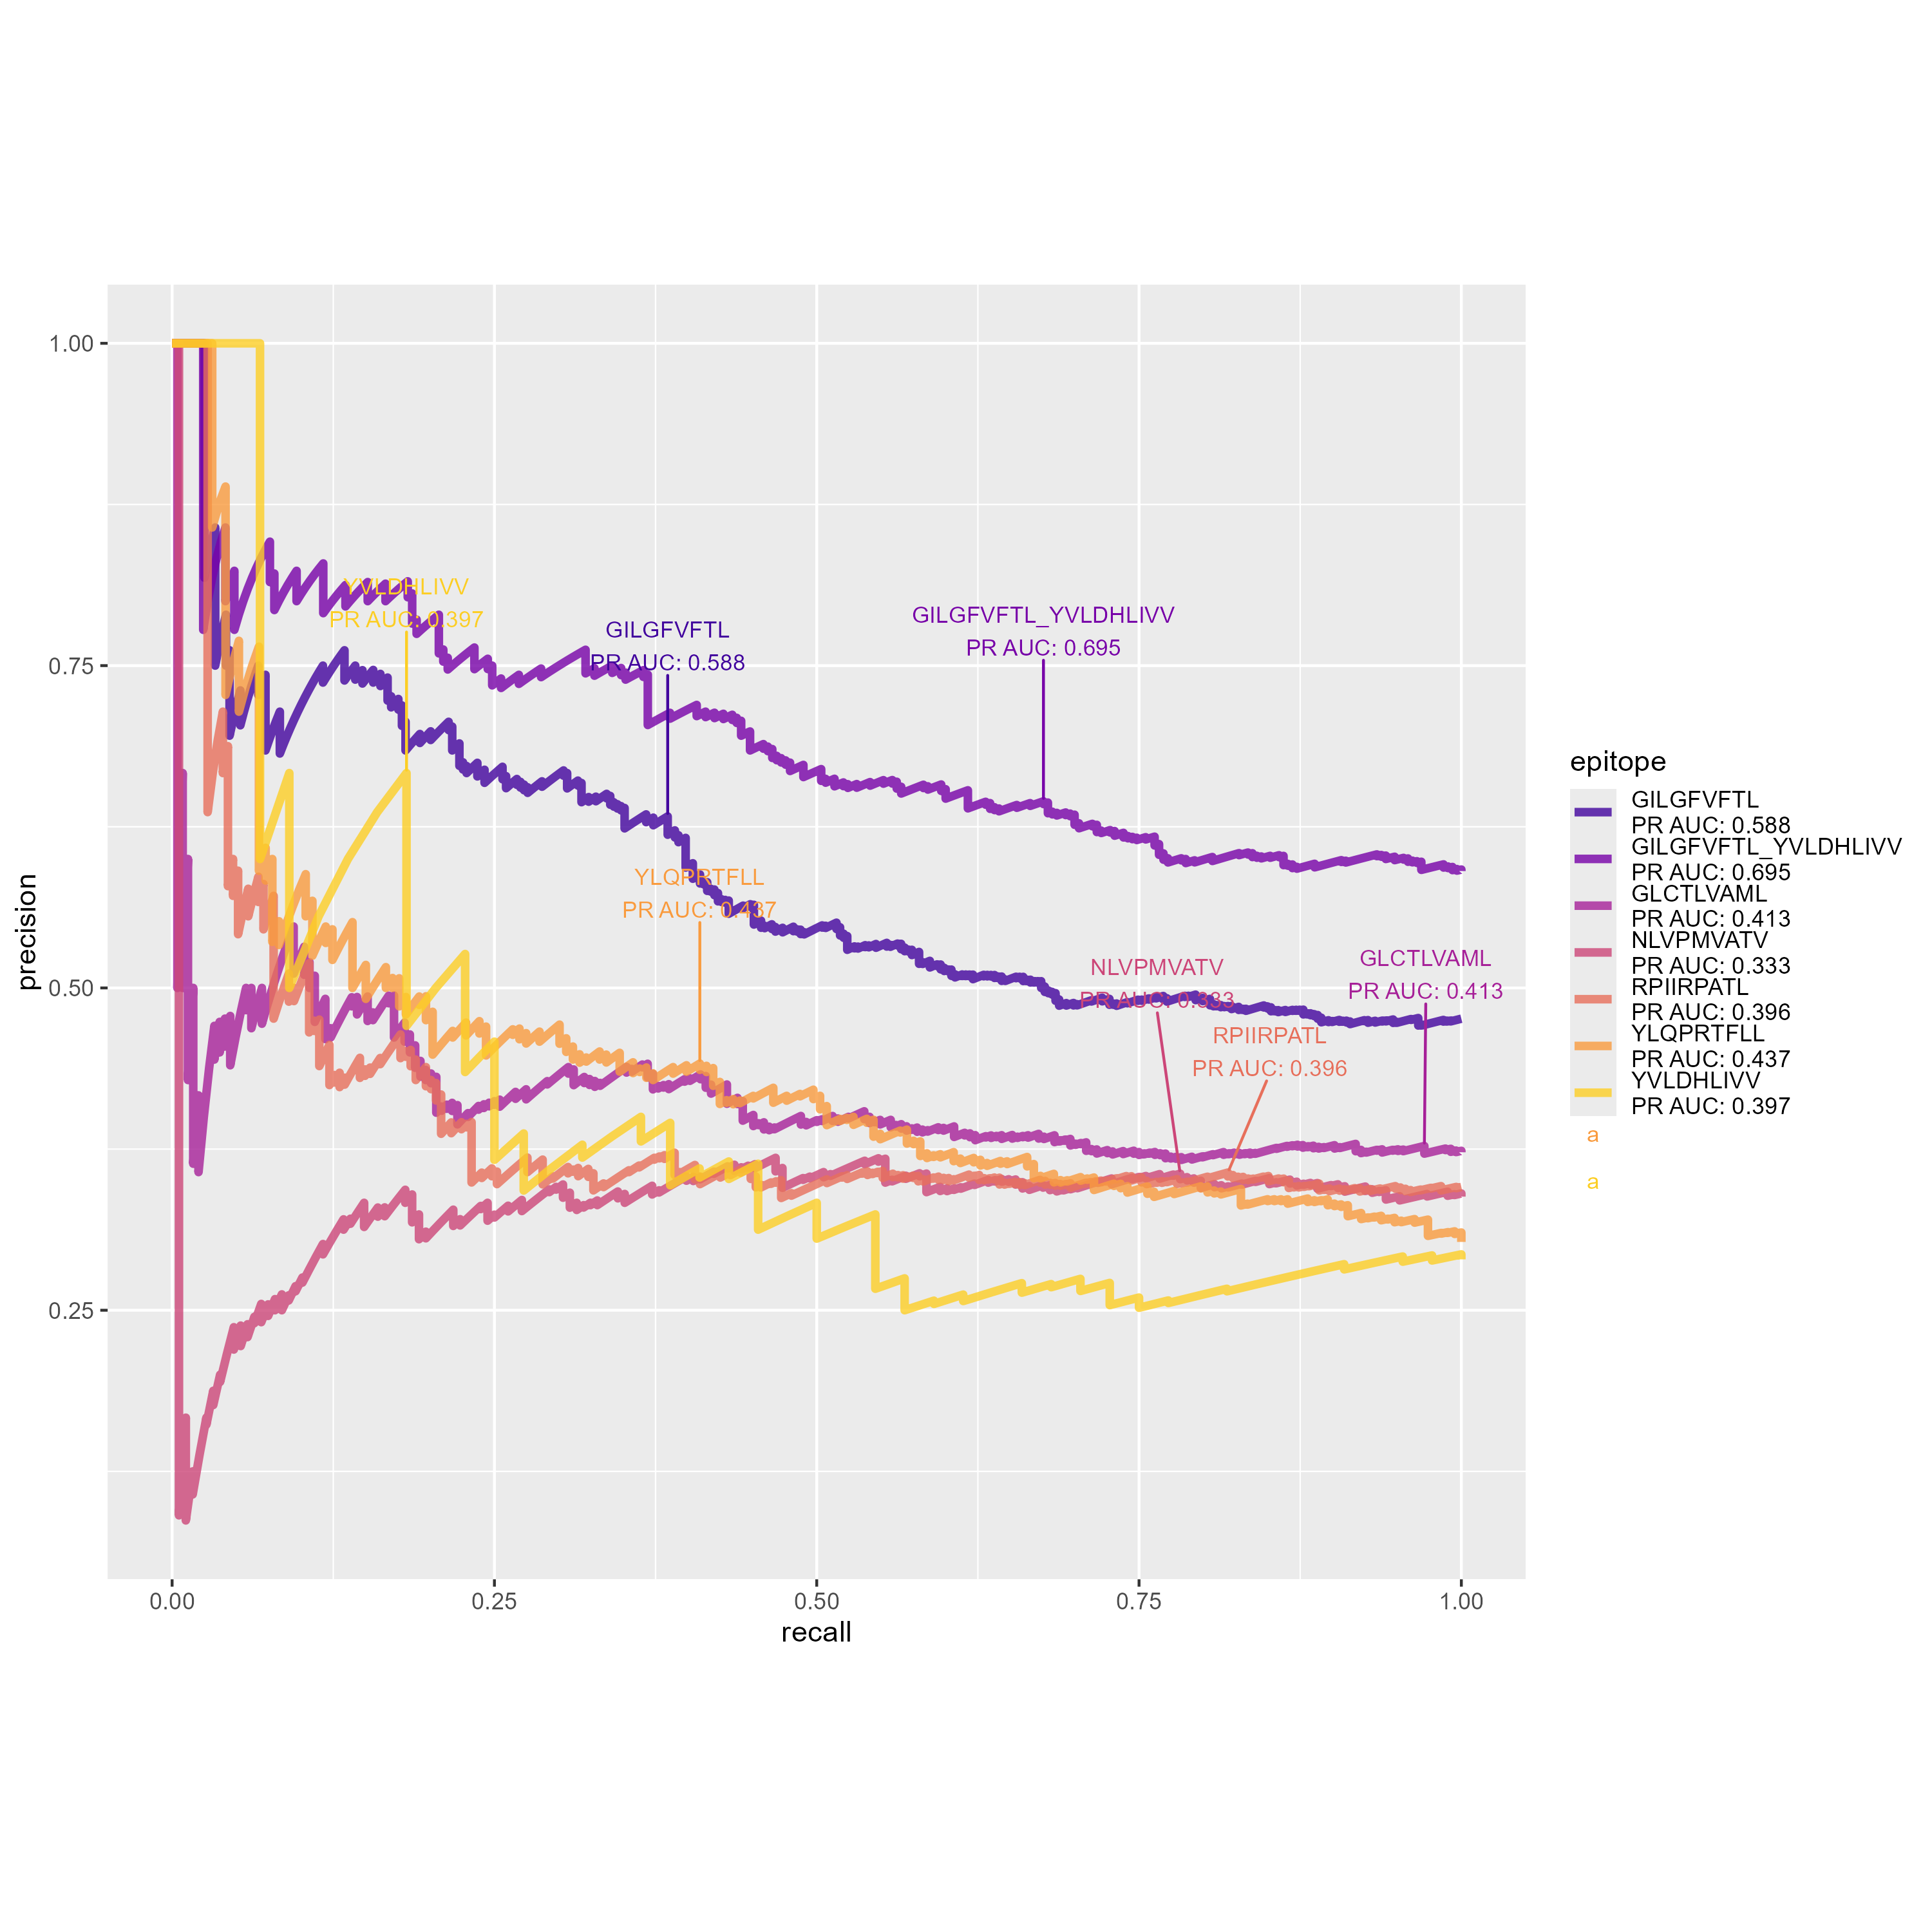 1.00
0.75
0.50
0.25
precision
0.00
0.25
0.50
0.75
1.00
recall
YVLDHLIVV
PR AUC: 0.397
GILGFVFTL
PR AUC: 0.588
GILGFVFTL_YVLDHLIVV
PR AUC: 0.695
YLQPRTFLL
PR AUC: 0.437
NLVPMVATV
PR AUC: 0.333
GLCTLVAML
PR AUC: 0.413
RPIIRPATL
PR AUC: 0.396
epitope
GILGFVFTL
PR AUC: 0.588
GILGFVFTL_YVLDHLIVV
PR AUC: 0.695
GLCTLVAML
PR AUC: 0.413
NLVPMVATV
PR AUC: 0.333
RPIIRPATL
PR AUC: 0.396
YLQPRTFLL
PR AUC: 0.437
YVLDHLIVV
PR AUC: 0.397
a
a